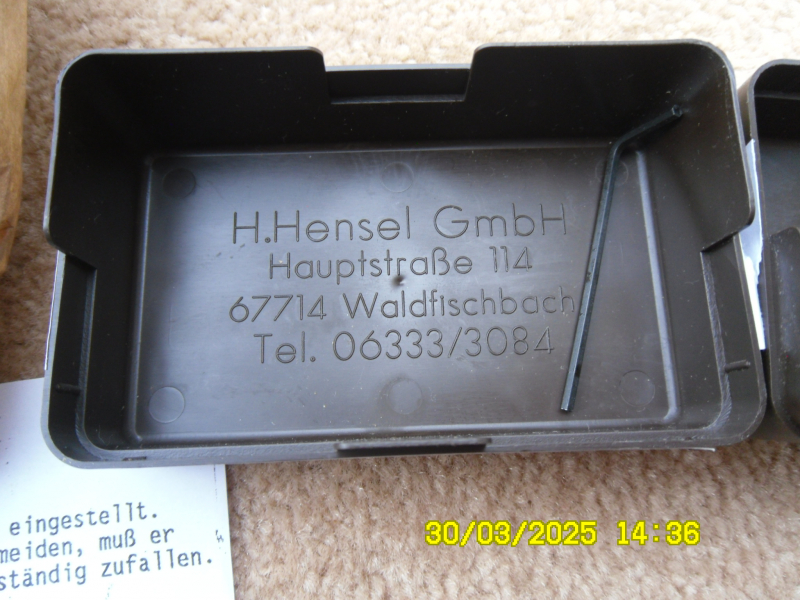 H.Hensel GmbH
Hauptstraße 114
67714 Waldfischbach
Tel. 06333/3084
eingestellt.
meiden, muß er
ständig zufallen.
30/03/2025 14:36